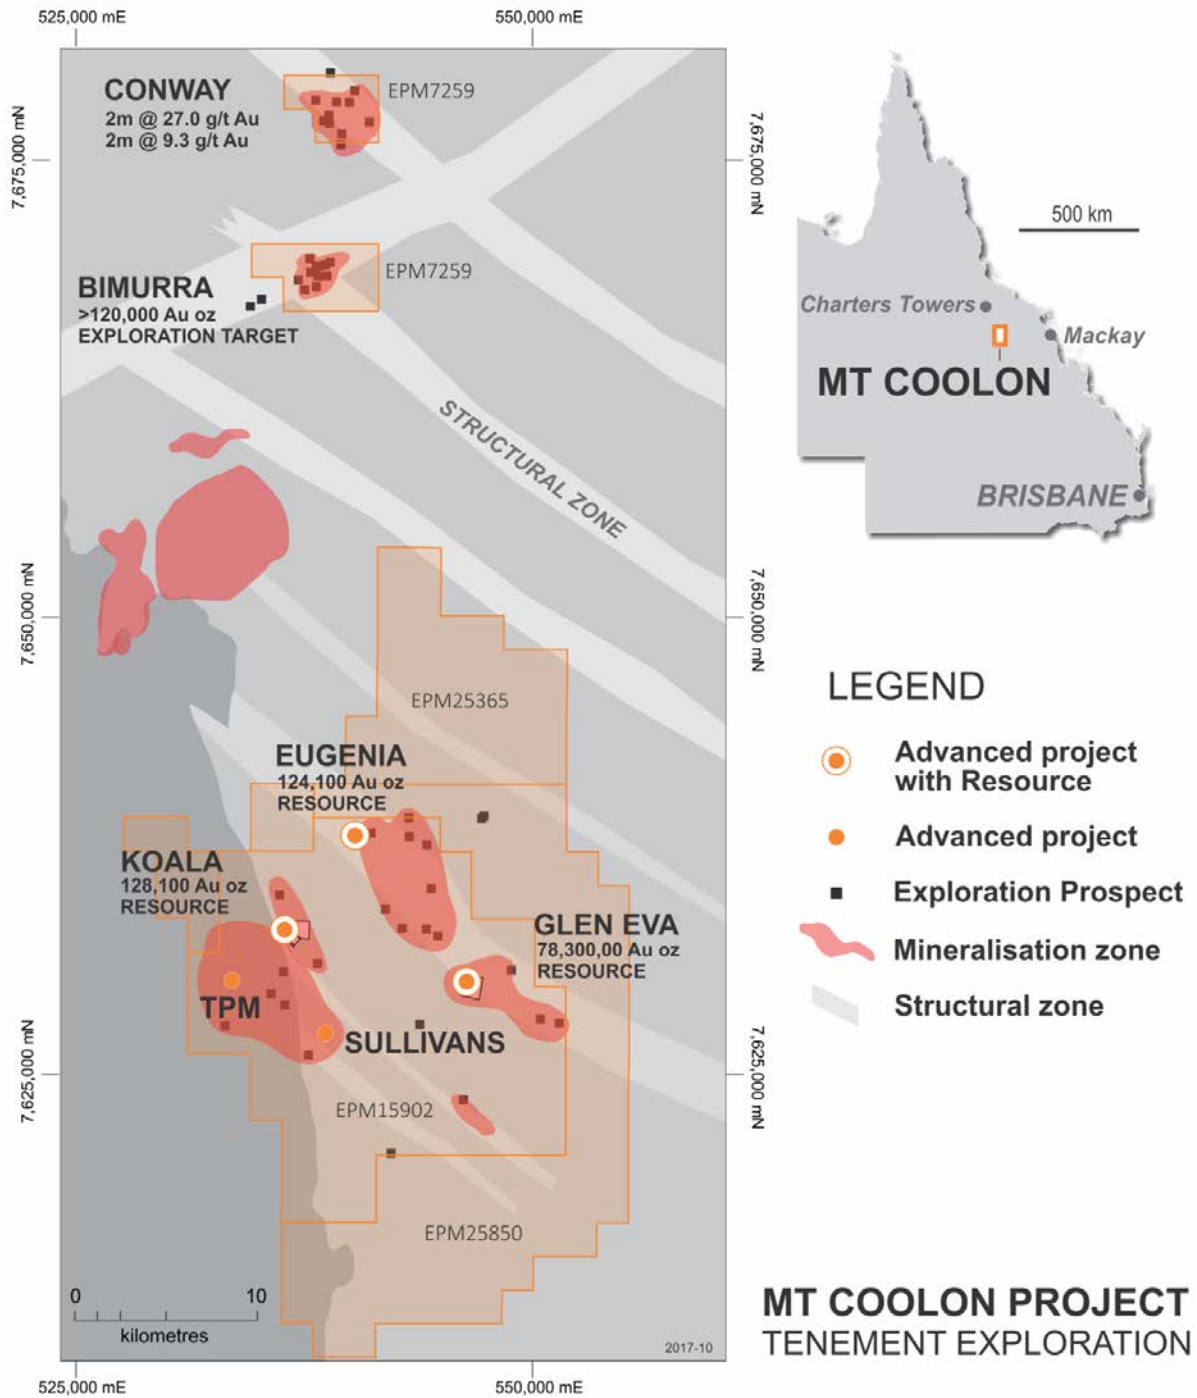 525,000 mE
550,000 mE
CONWAY
2m @ 27.0 g/t Au
2m @ 9.3 g/t Au
EPM7259
7,675,000 mN
7,675,000 mN
BIMURRA
>120,000 Au oz
EXPLORATION TARGET
EPM7259
STRUCTURAL ZONE
7,650,000 mN
7,650,000 mN
EPM25365
EUGENIA
124,100 Au oz
RESOURCE
KOALA
128,100 Au oz
RESOURCE
GLEN EVA
78,300,00 Au oz
RESOURCE
TPM
SULLIVANS
7,625,000 mN
7,625,000 mN
EPM15902
EPM25850
0 10
kilometres
2017-10
525,000 mE
550,000 mE
500 km
Charters Towers
Mackay
MT COOLON
BRISBANE
LEGEND
Advanced project
with Resource
Advanced project
Exploration Prospect
Mineralisation zone
Structural zone
MT COOLON PROJECT
TENEMENT EXPLORATION